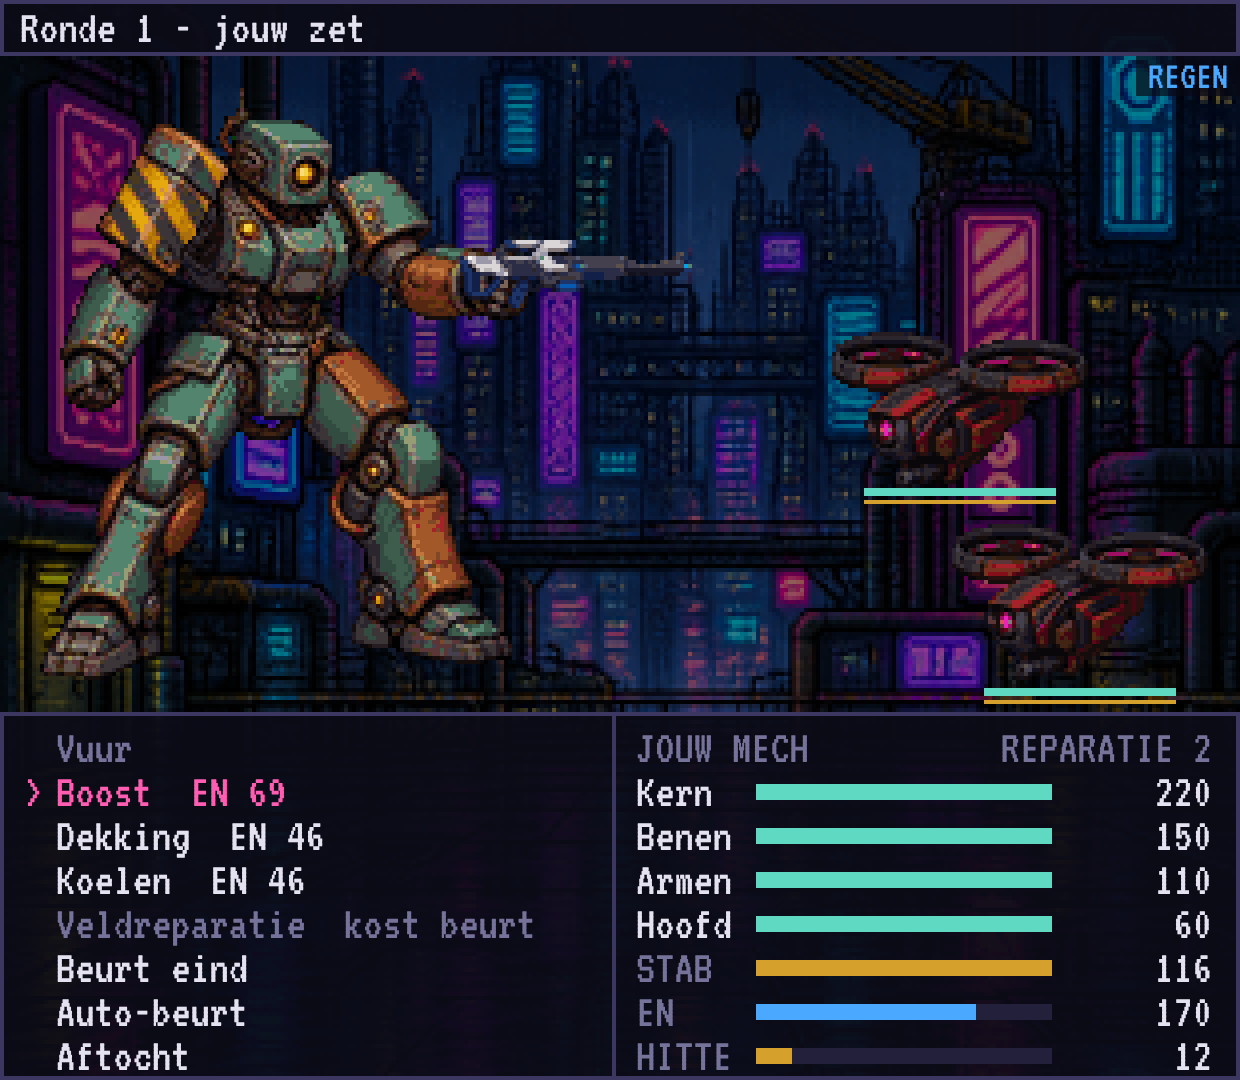 Ronde 1 - jouw zet
REGEN
Vuur
Boost EN 69
Dekking EN 46
Koelen EN 46
Veldreparatie kost beurt
Beurt eind
Auto-beurt
Aftocht
JOUW MECH REPARATIE 2
Kern 220
Benen 150
Armen 110
Hoofd 60
STAB 116
EN 170
HITTE 12